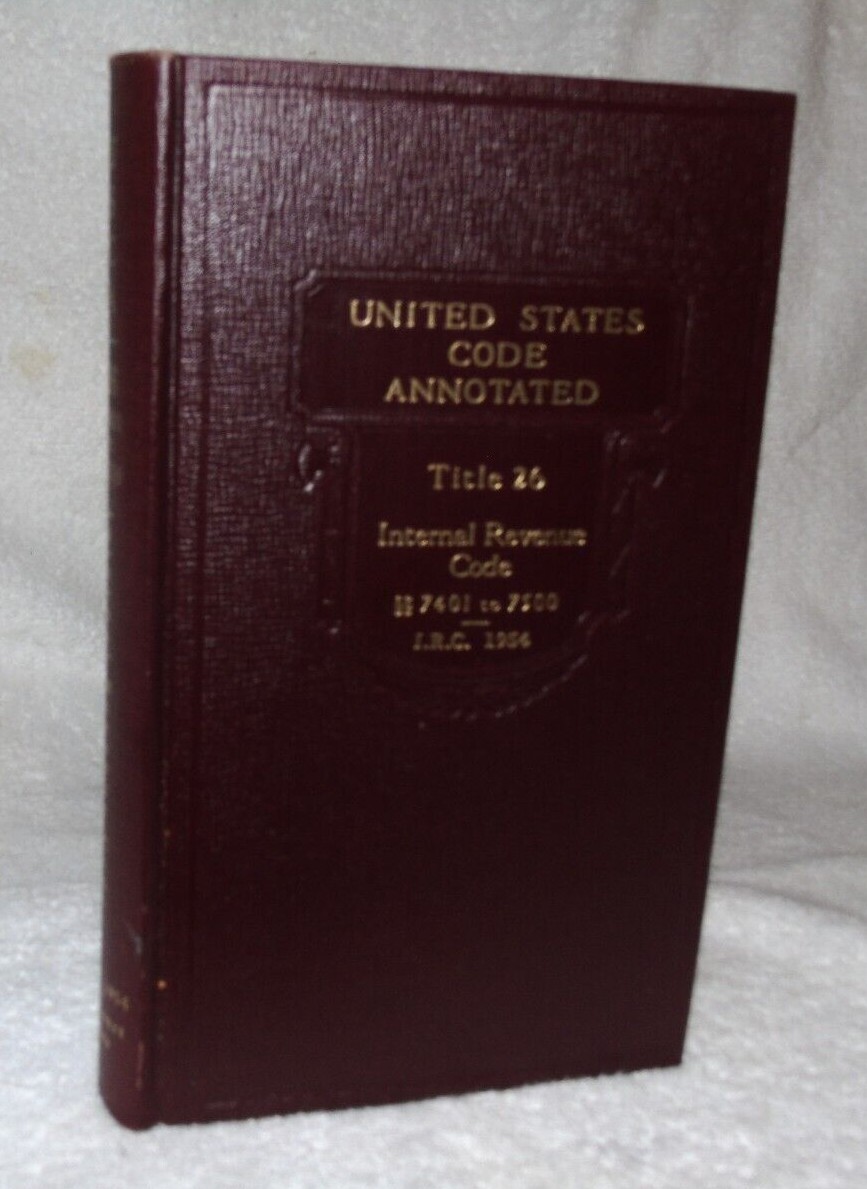 UNITED STATES
CODE
ANNOTATED
Title 26
Internal Revenue
Code
§§ 7401 to 7500
I.R.C. 1954